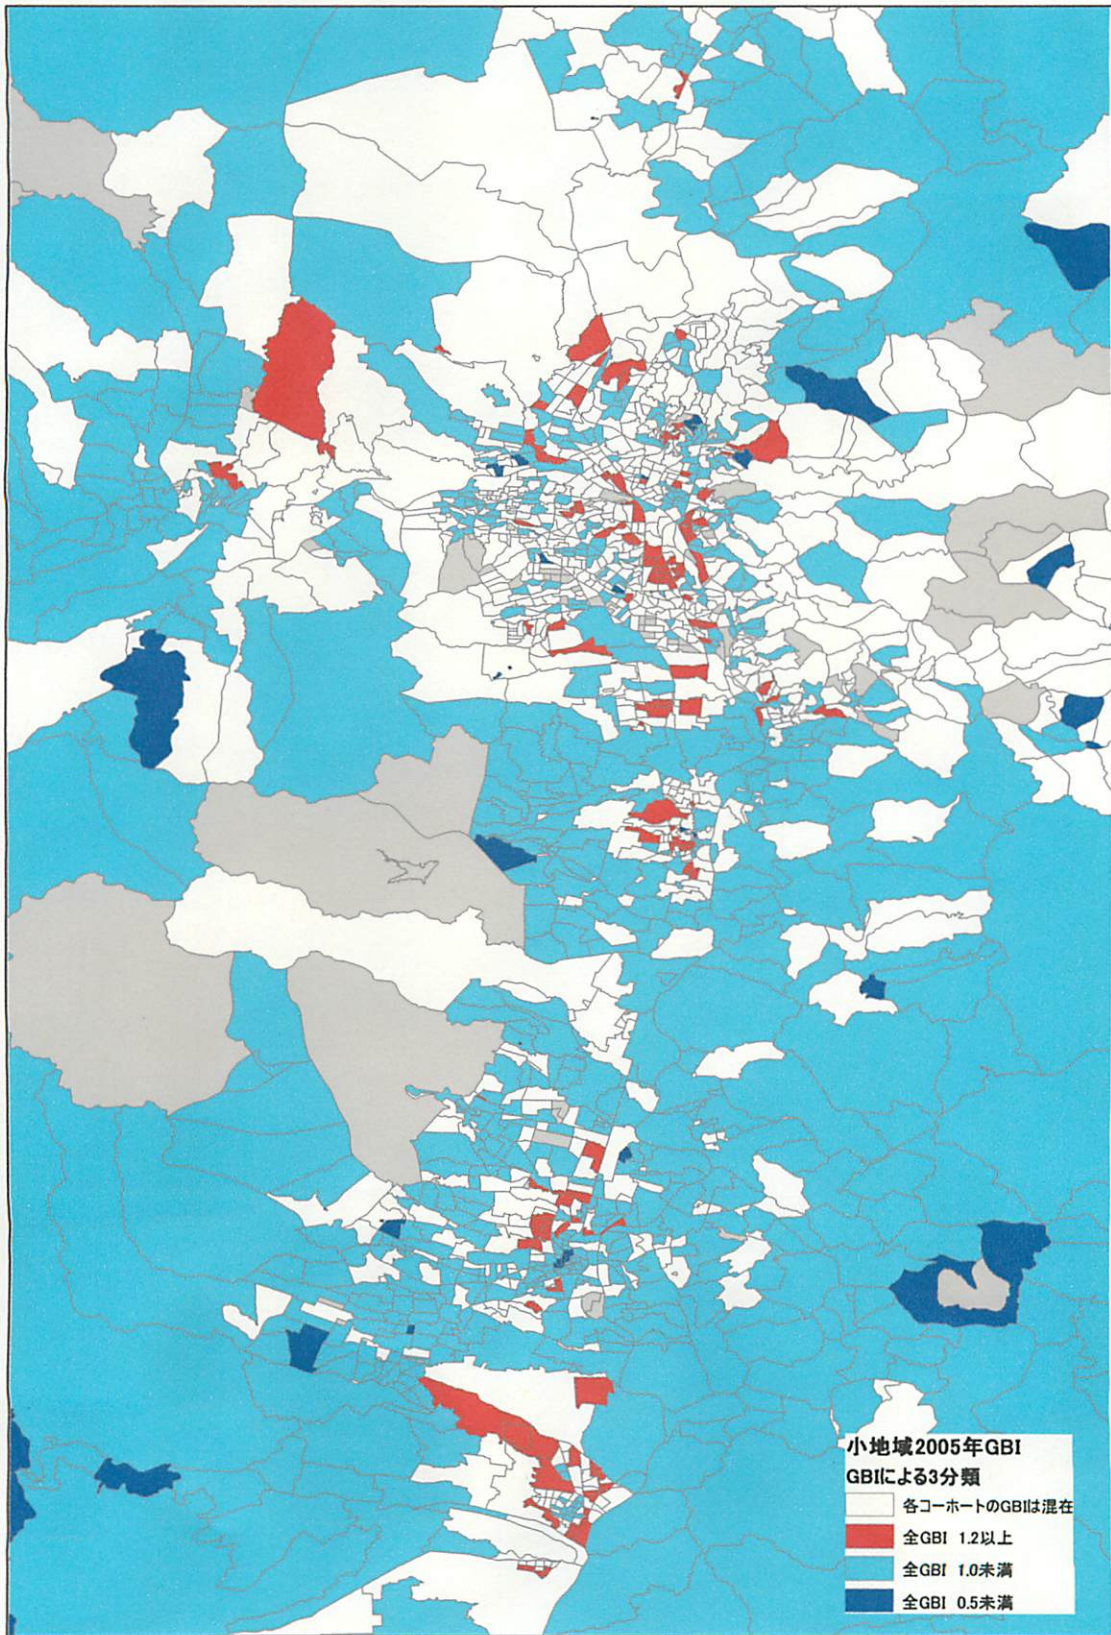 小地域2005年GBI
GBIによる3分類
各コーホートのGBIは混在
全GBI 1.2以上
全GBI 1.0未満
全GBI 0.5未満